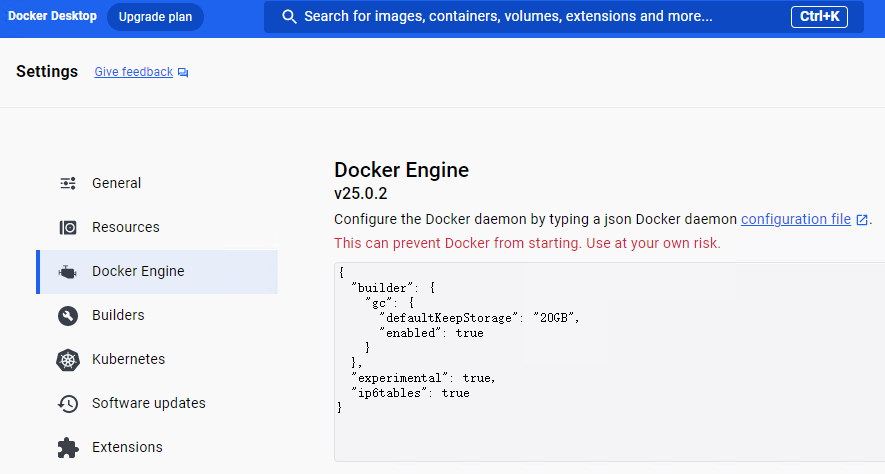 Docker Desktop Upgrade plan Search for images, containers, volumes, extensions and more... Ctrl+K
Settings Give feedback
General
Resources
Docker Engine
Builders
Kubernetes
Software updates
Extensions
Docker Engine
v25.0.2
Configure the Docker daemon by typing a json Docker daemon configuration file.
This can prevent Docker from starting. Use at your own risk.
{
  "builder": {
    "gc": {
      "defaultKeepStorage": "20GB",
      "enabled": true
    }
  },
  "experimental": true,
  "ip6tables": true
}